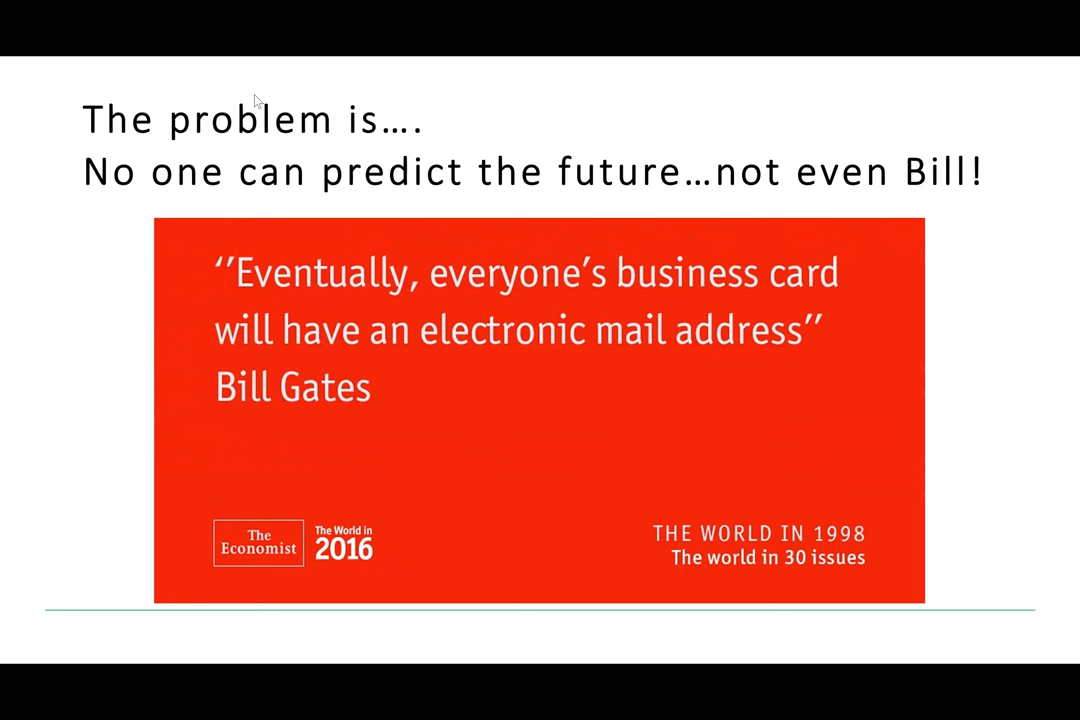 The problem is….
No one can predict the future…not even Bill!
‘’Eventually, everyone’s business card
will have an electronic mail address’’
Bill Gates
The
Economist
The World in
2016
THE WORLD IN 1998
The world in 30 issues